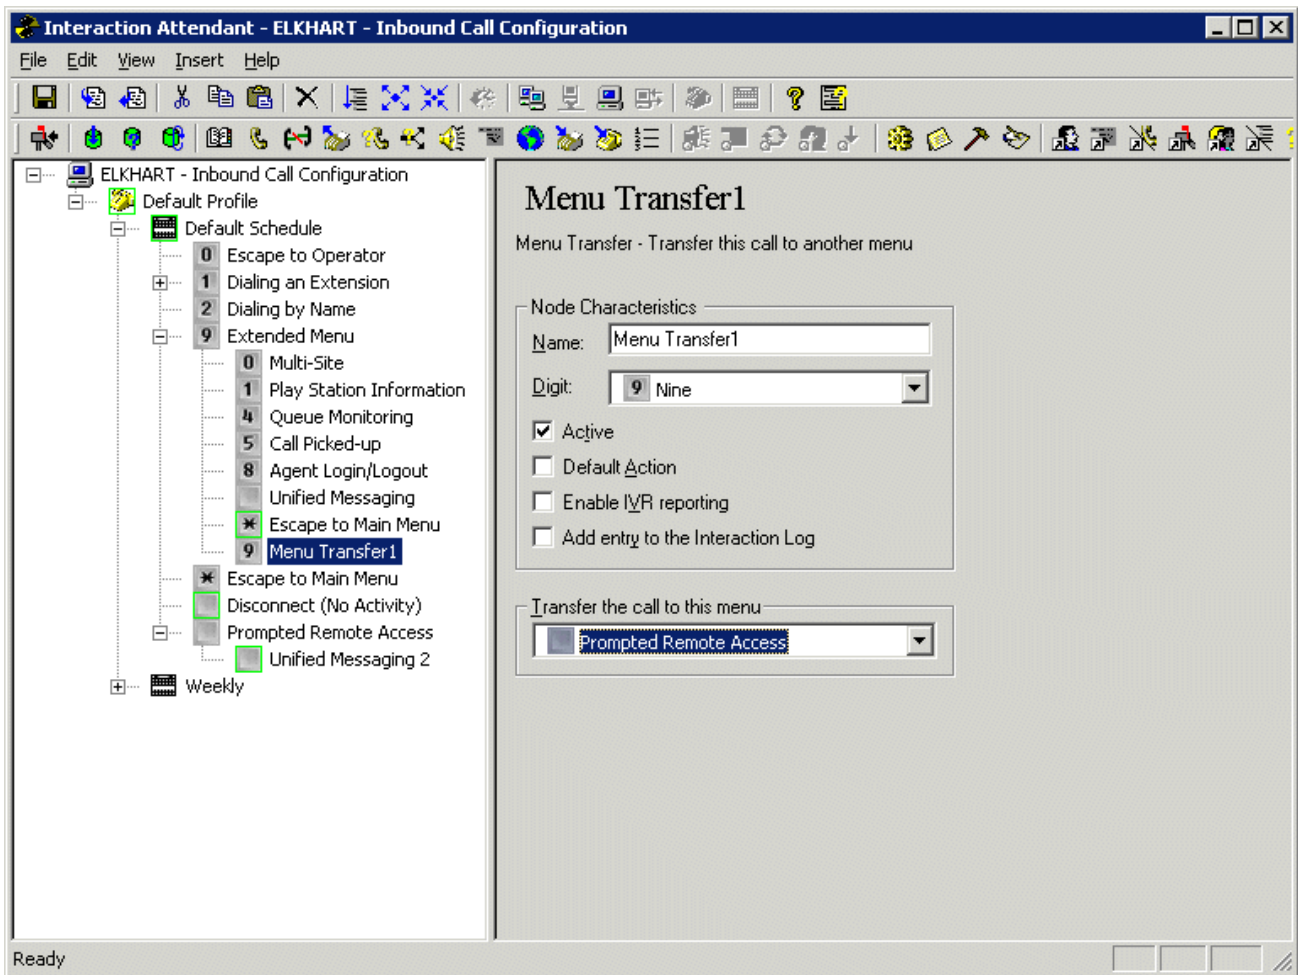 Interaction Attendant - ELKHART - Inbound Call Configuration
File Edit View Insert Help
ELKHART - Inbound Call Configuration
Default Profile
Default Schedule
0 Escape to Operator
1 Dialing an Extension
2 Dialing by Name
9 Extended Menu
0 Multi-Site
1 Play Station Information
4 Queue Monitoring
5 Call Picked-up
8 Agent Login/Logout
Unified Messaging
* Escape to Main Menu
9 Menu Transfer1
* Escape to Main Menu
Disconnect (No Activity)
Prompted Remote Access
Unified Messaging 2
Weekly
Menu Transfer1
Menu Transfer - Transfer this call to another menu
Node Characteristics
Name: Menu Transfer1
Digit: 9 Nine
Active
Default Action
Enable IVR reporting
Add entry to the Interaction Log
Transfer the call to this menu
Prompted Remote Access
Ready